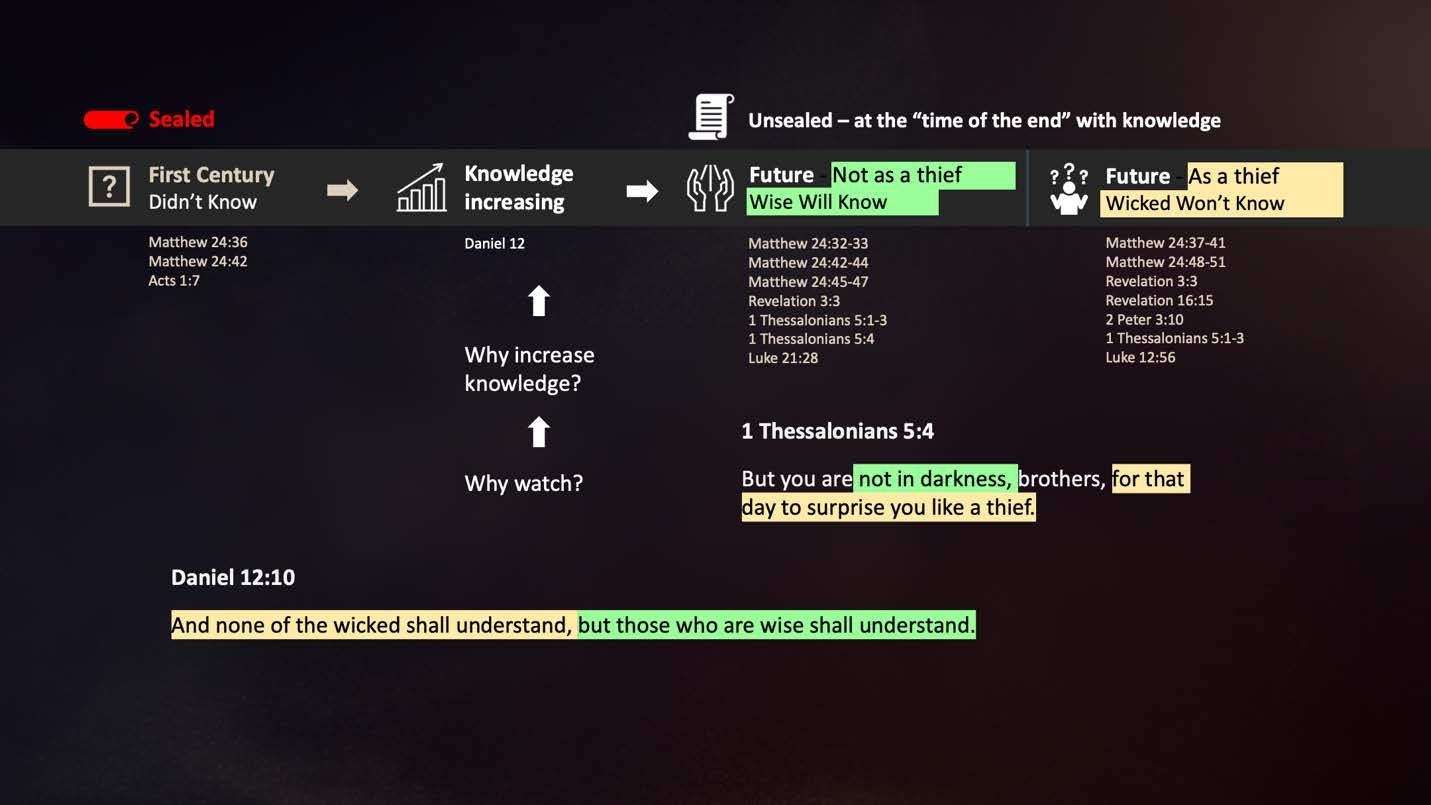 Sealed
Unsealed – at the “time of the end” with knowledge
?
First Century
Didn’t Know
Knowledge
increasing
Future - Not as a thief
Wise Will Know
? ? ?
Future - As a thief
Wicked Won’t Know
Matthew 24:36
Matthew 24:42
Acts 1:7
Daniel 12
Why increase
knowledge?
Why watch?
Matthew 24:32-33
Matthew 24:42-44
Matthew 24:45-47
Revelation 3:3
1 Thessalonians 5:1-3
1 Thessalonians 5:4
Luke 21:28
Matthew 24:37-41
Matthew 24:48-51
Revelation 3:3
Revelation 16:15
2 Peter 3:10
1 Thessalonians 5:1-3
Luke 12:56
1 Thessalonians 5:4
But you are not in darkness, brothers, for that
day to surprise you like a thief.
Daniel 12:10
And none of the wicked shall understand, but those who are wise shall understand.